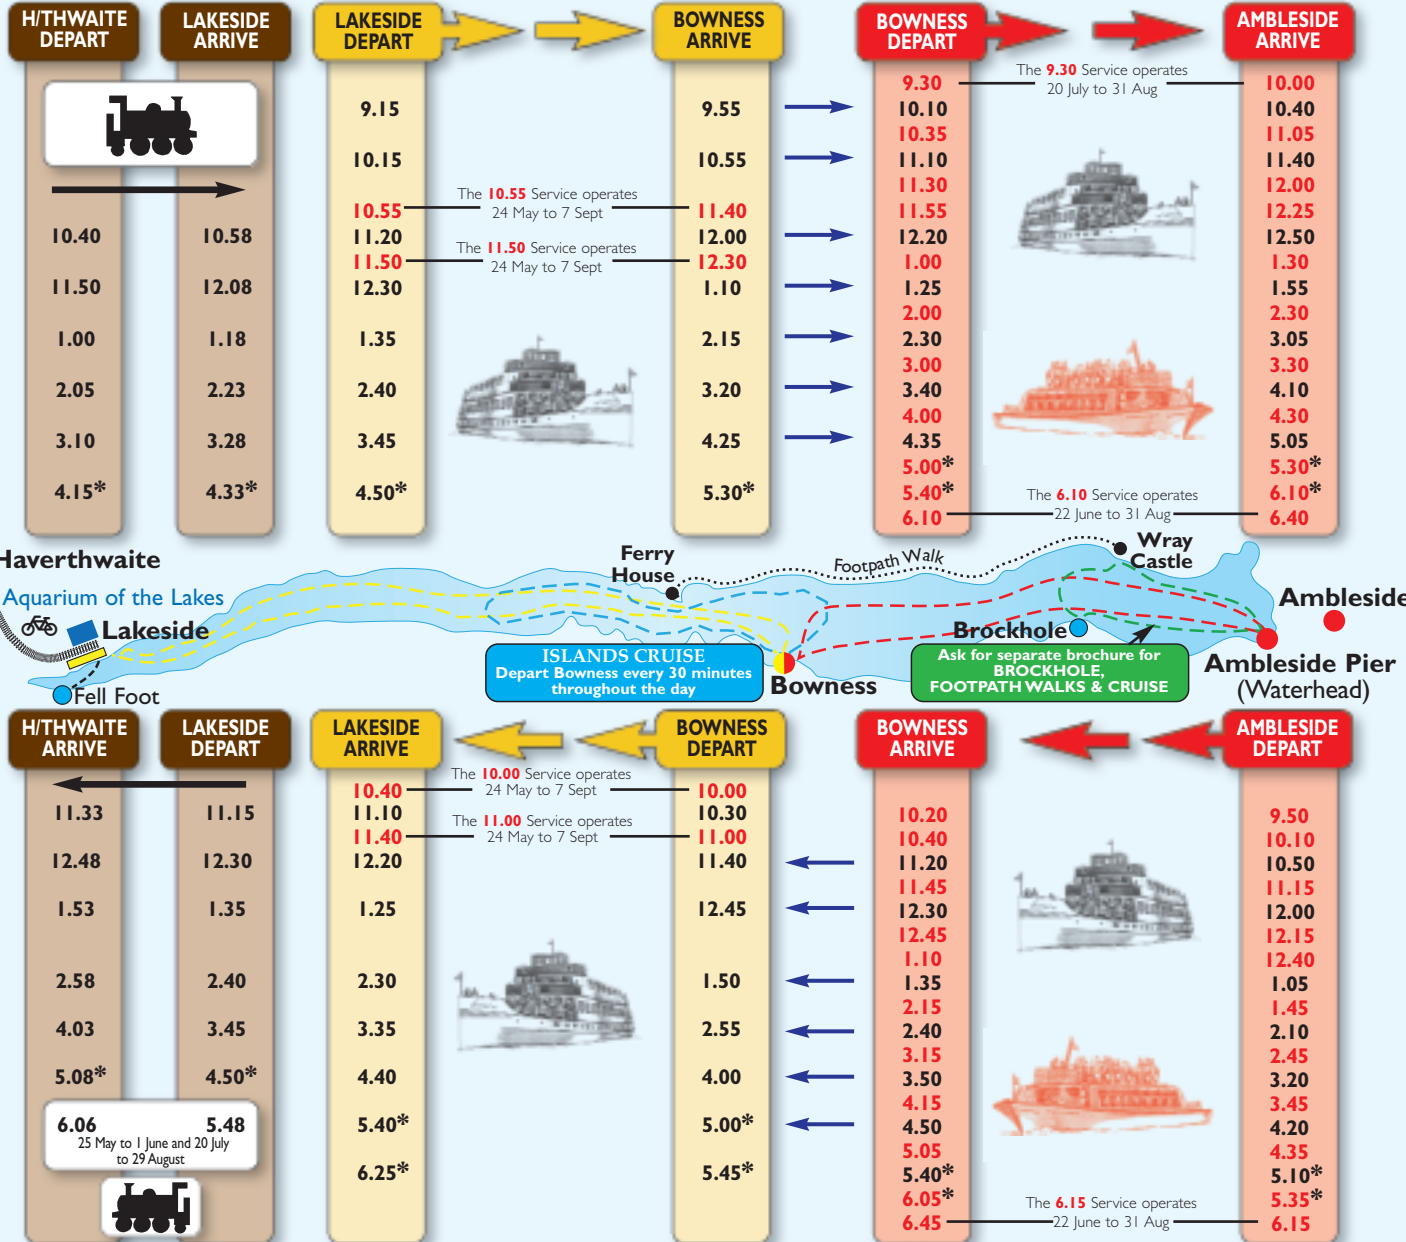 H/THWAITE DEPART
LAKESIDE ARRIVE
LAKESIDE DEPART
BOWNESS ARRIVE
BOWNESS DEPART
AMBLESIDE ARRIVE
9.30 The 9.30 Service operates 20 July to 31 Aug 10.00
9.15 9.55 10.10 10.40
10.35 11.05
10.15 10.55 11.10 11.40
11.30 12.00
10.55 The 10.55 Service operates 24 May to 7 Sept 11.40 11.55 12.25
10.40 10.58 11.20 12.00 12.20 12.50
11.50 The 11.50 Service operates 24 May to 7 Sept 12.30 1.00 1.30
11.50 12.08 12.30 1.10 1.25 1.55
2.00 2.30
1.00 1.18 1.35 2.15 2.30 3.05
3.00 3.30
2.05 2.23 2.40 3.20 3.40 4.10
4.00 4.30
3.10 3.28 3.45 4.25 4.35 5.05
5.00* 5.30*
4.15* 4.33* 4.50* 5.30* 5.40* 6.10*
6.10 The 6.10 Service operates 22 June to 31 Aug 6.40
Haverthwaite
Aquarium of the Lakes
Lakeside
Fell Foot
Ferry House
Footpath Walk
Wray Castle
Ambleside
Brockhole
ISLANDS CRUISE
Depart Bowness every 30 minutes
throughout the day
Bowness
Ask for separate brochure for
BROCKHOLE,
FOOTPATH WALKS & CRUISE
Ambleside Pier
(Waterhead)
H/THWAITE ARRIVE
LAKESIDE DEPART
LAKESIDE ARRIVE
BOWNESS DEPART
BOWNESS ARRIVE
AMBLESIDE DEPART
10.40 The 10.00 Service operates 24 May to 7 Sept 10.00
11.33 11.15 11.10 10.30 10.20 9.50
11.40 The 11.00 Service operates 24 May to 7 Sept 11.00 10.40 10.10
12.48 12.30 12.20 11.40 11.20 10.50
11.45 11.15
1.53 1.35 1.25 12.45 12.30 12.00
12.45 12.15
1.10 12.40
2.58 2.40 2.30 1.50 1.35 1.05
2.15 1.45
4.03 3.45 3.35 2.55 2.40 2.10
3.15 2.45
5.08* 4.50* 4.40 4.00 3.50 3.20
4.15 3.45
6.06 5.48 5.40* 5.00* 4.50 4.20
25 May to 1 June and 20 July
to 29 August
5.05 4.35
6.25* 5.45* 5.40* 5.10*
6.05* 5.35*
6.45 The 6.15 Service operates 22 June to 31 Aug 6.15